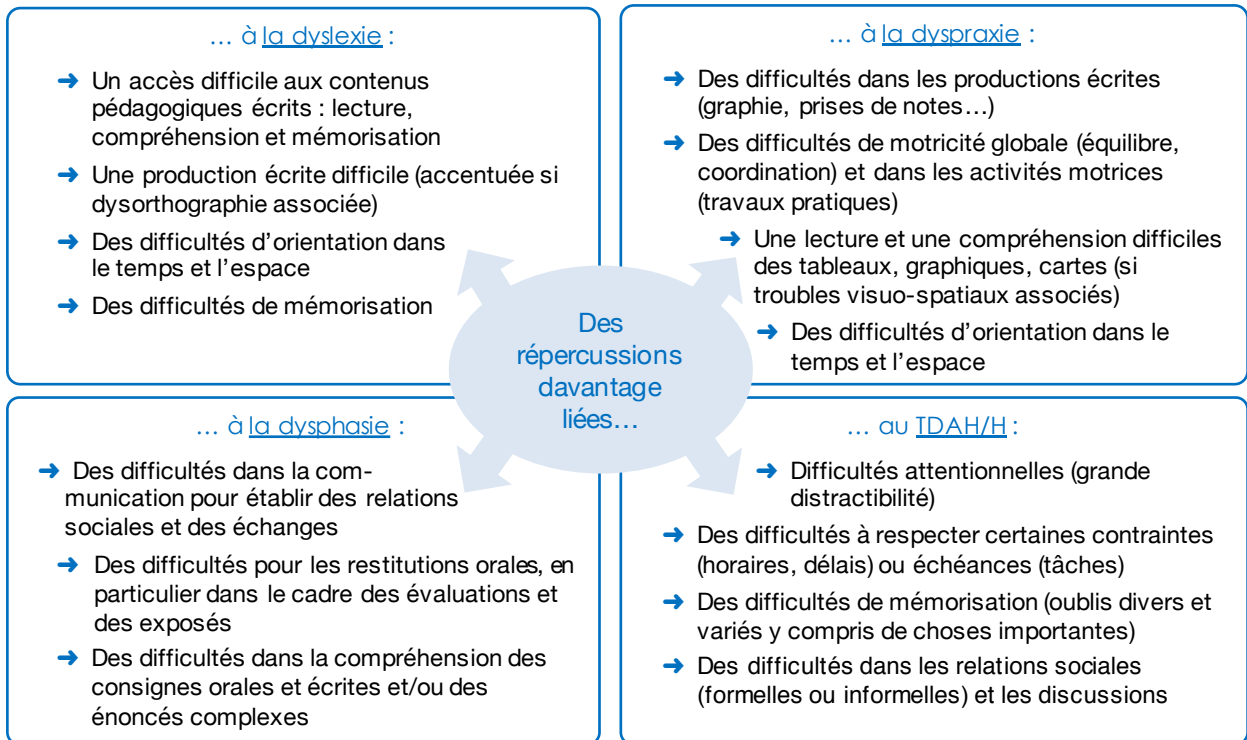 … à la dyslexie :
➜ Un accès difficile aux contenus
pédagogiques écrits : lecture,
compréhension et mémorisation
➜ Une production écrite difficile (accentuée si
dysorthographie associée)
➜ Des difficultés d’orientation dans
le temps et l’espace
➜ Des difficultés de mémorisation
… à la dyspraxie :
➜ Des difficultés dans les productions écrites
(graphie, prises de notes…)
➜ Des difficultés de motricité globale (équilibre,
coordination) et dans les activités motrices
(travaux pratiques)
➜ Une lecture et une compréhension difficiles
des tableaux, graphiques, cartes (si
troubles visuo-spatiaux associés)
➜ Des difficultés d’orientation dans le
temps et l’espace
Des
répercussions
davantage
liées…
… à la dysphasie :
➜ Des difficultés dans la com-
munication pour établir des relations
sociales et des échanges
➜ Des difficultés pour les restitutions orales, en
particulier dans le cadre des évaluations et
des exposés
➜ Des difficultés dans la compréhension des
consignes orales et écrites et/ou des
énoncés complexes
… au TDAH/H :
➜ Difficultés attentionnelles (grande
distractibilité)
➜ Des difficultés à respecter certaines contraintes
(horaires, délais) ou échéances (tâches)
➜ Des difficultés de mémorisation (oublis divers et
variés y compris de choses importantes)
➜ Des difficultés dans les relations sociales
(formelles ou informelles) et les discussions